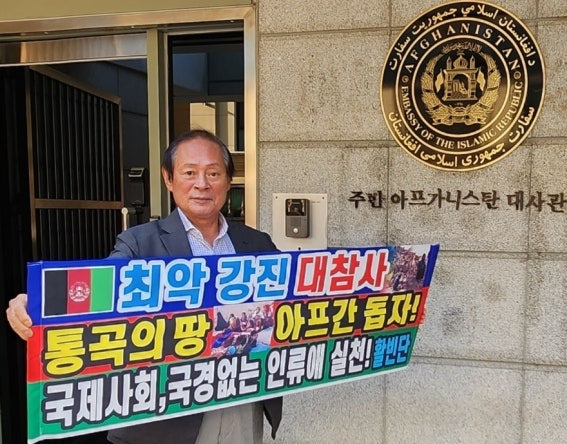 د افغانستان اسلامي جمهوریت سفارت
AFGHANISTAN
EMBASSY OF THE ISLAMIC REPUBLIC
سفارت جمهوری اسلامی افغانستان
주한 아프가니스탄 대사관
최악 강진 대참사
통곡의 땅 아프간 돕자!
국제사회,국경없는 인류애 실천! 활빈단